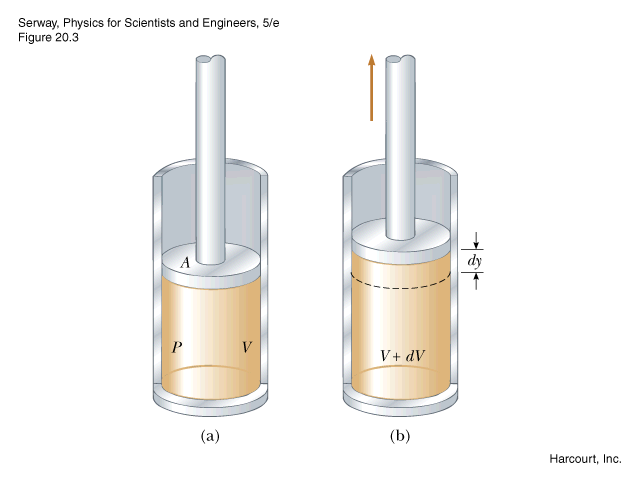 Serway, Physics for Scientists and Engineers, 5/e
Figure 20.3
A
dy
P
V
V + dV
(a)
(b)
Harcourt, Inc.